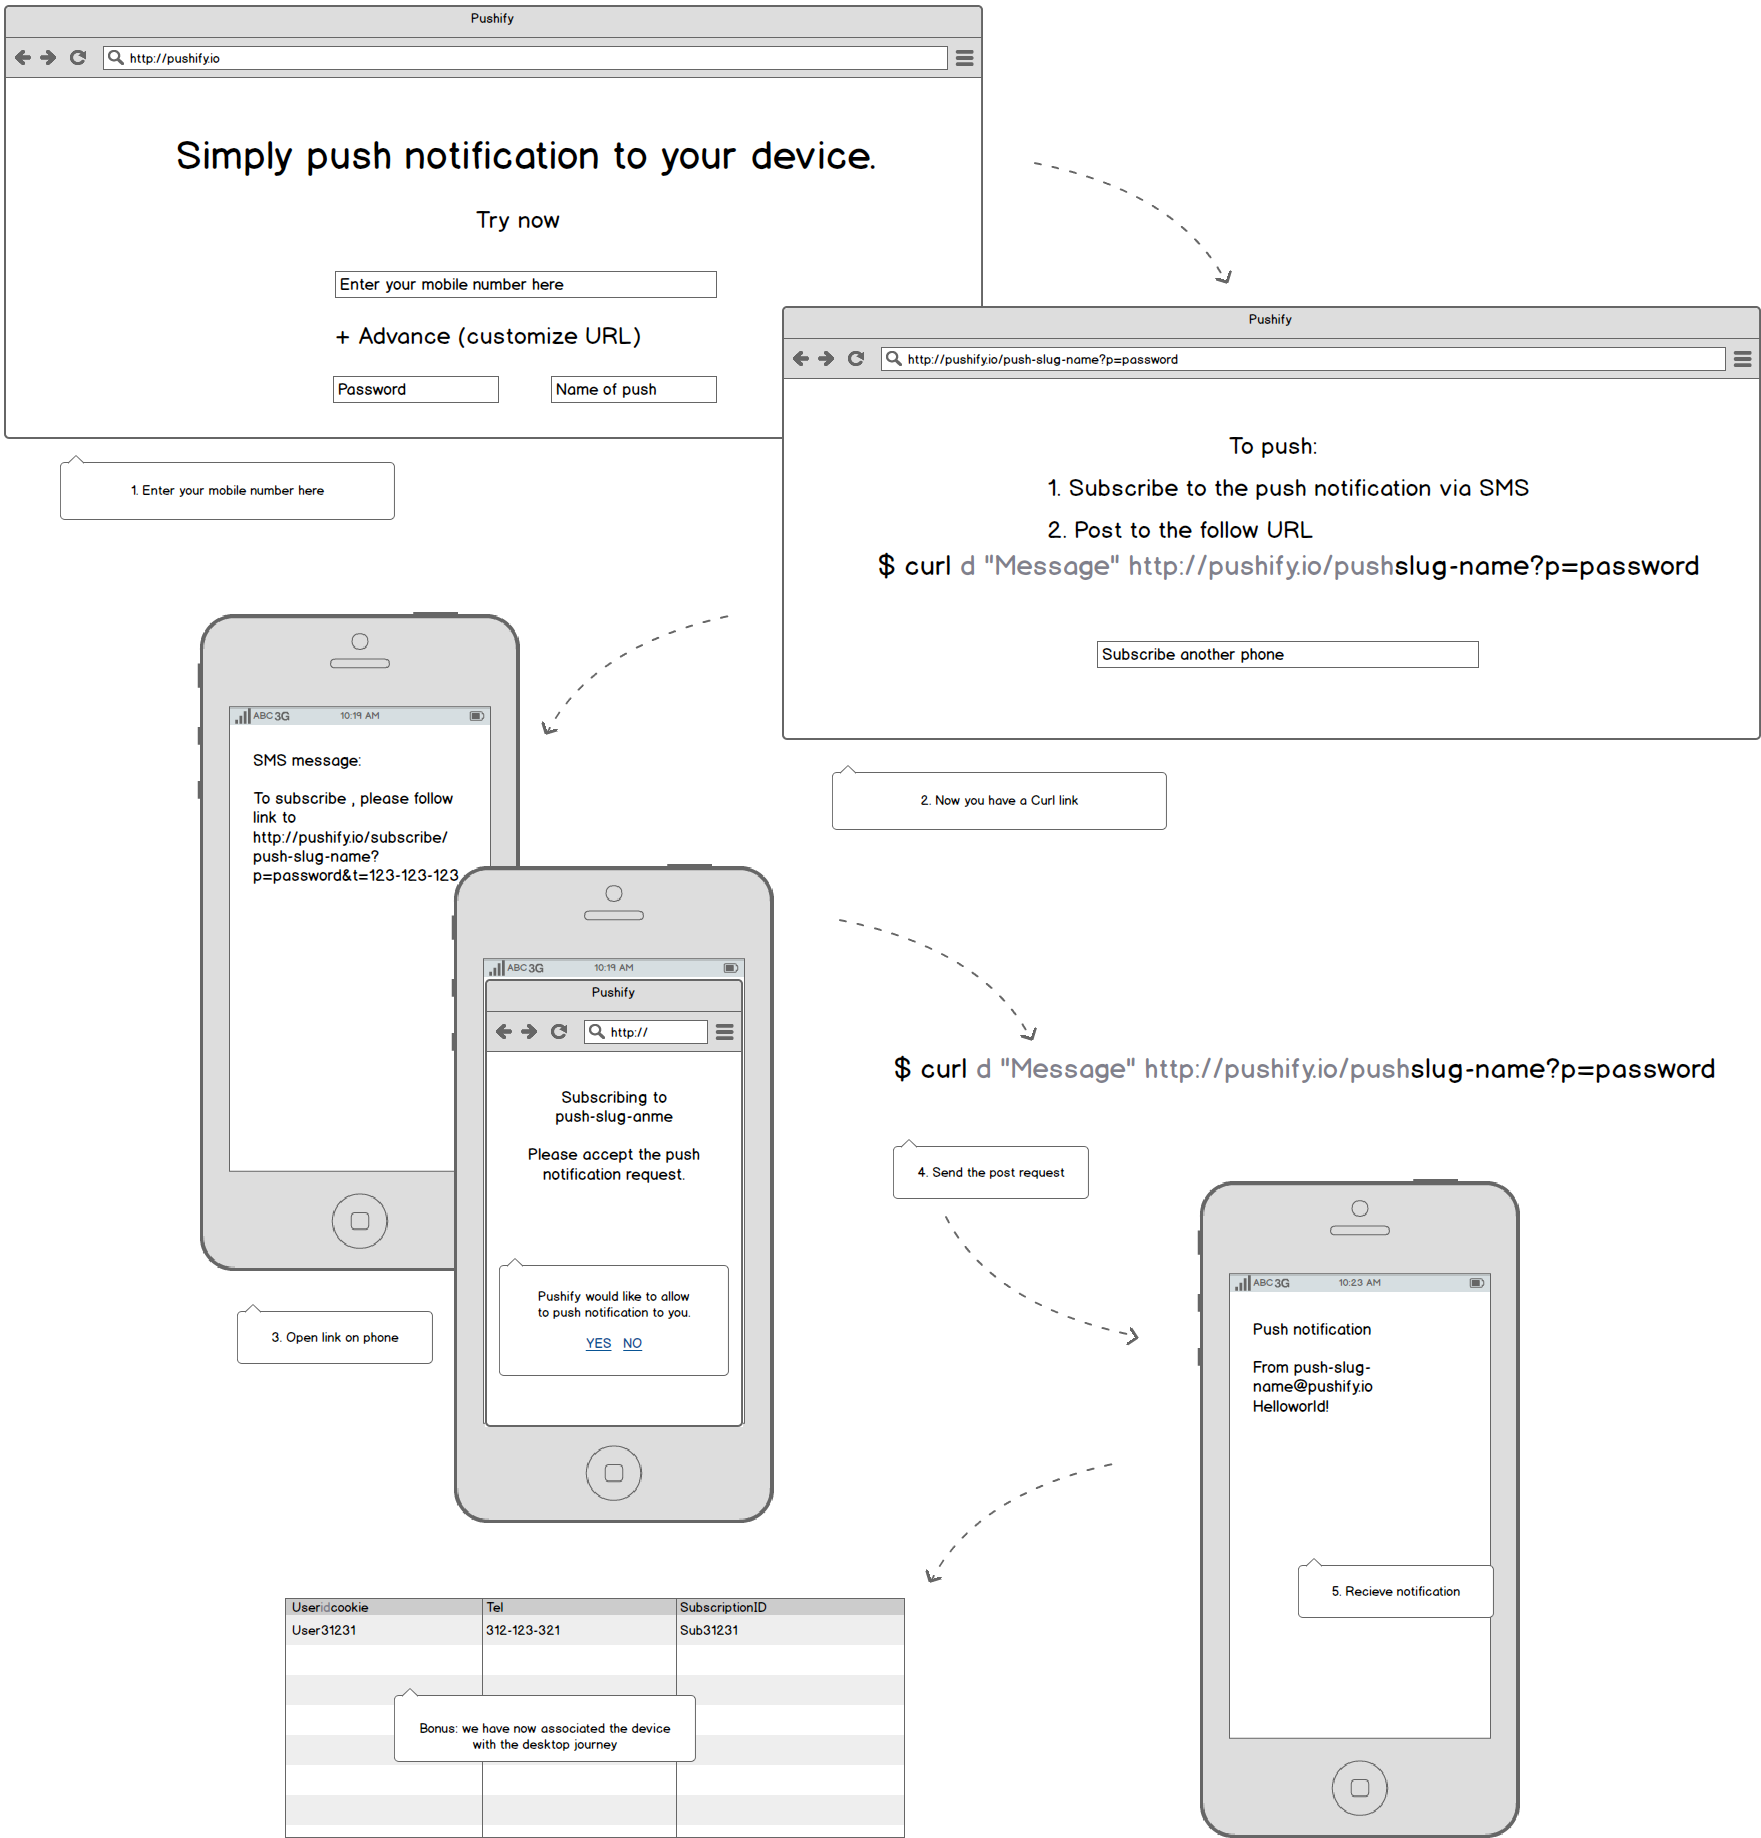 Pushify
http://pushify.io
Simply push notification to your device.
Try now
Enter your mobile number here
+ Advance (customize URL)
Password
Name of push
1. Enter your mobile number here
Pushify
http://pushify.io/push-slug-name?p=password
To push:
1. Subscribe to the push notification via SMS
2. Post to the follow URL
$ curl d "Message" http://pushify.io/pushslug-name?p=password
Subscribe another phone
2. Now you have a Curl link
ABC 3G
10:19 AM
SMS message:
To subscribe , please follow
link to
http://pushify.io/subscribe/
push-slug-name?
p=password&t=123-123-123
ABC 3G
10:19 AM
Pushify
http://
Subscribing to
push-slug-anme
Please accept the push
notification request.
Pushify would like to allow
to push notification to you.
YES NO
3. Open link on phone
$ curl d "Message" http://pushify.io/pushslug-name?p=password
4. Send the post request
ABC 3G
10:23 AM
Push notification
From push-slug-
name@pushify.io
Helloworld!
5. Recieve notification
Useridcookie Tel SubscriptionID
User31231 312-123-321 Sub31231
Bonus: we have now associated the device
with the desktop journey